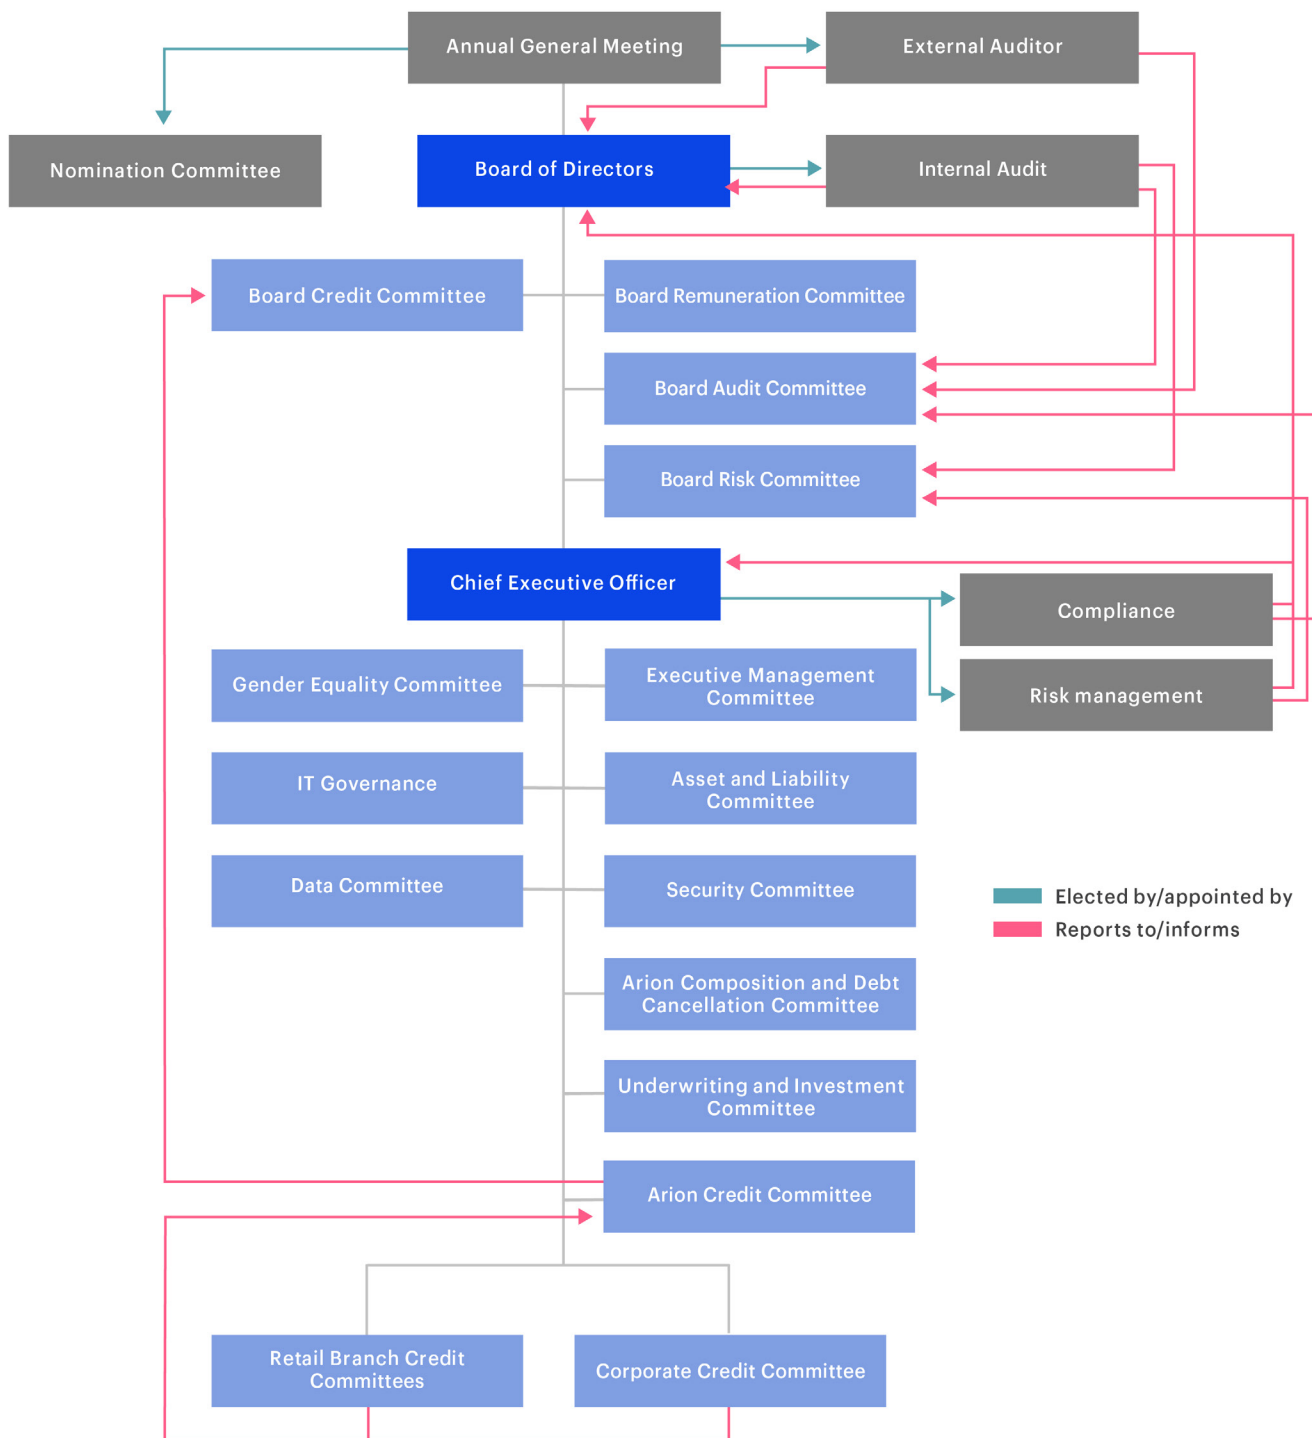 Annual General Meeting
External Auditor
Nomination Committee
Board of Directors
Internal Audit
Board Credit Committee
Board Remuneration Committee
Board Audit Committee
Board Risk Committee
Chief Executive Officer
Compliance
Gender Equality Committee
Executive Management
Committee
Risk management
IT Governance
Asset and Liability
Committee
Data Committee
Security Committee
Elected by/appointed by
Reports to/informs
Arion Composition and Debt
Cancellation Committee
Underwriting and Investment
Committee
Arion Credit Committee
Retail Branch Credit
Committees
Corporate Credit Committee